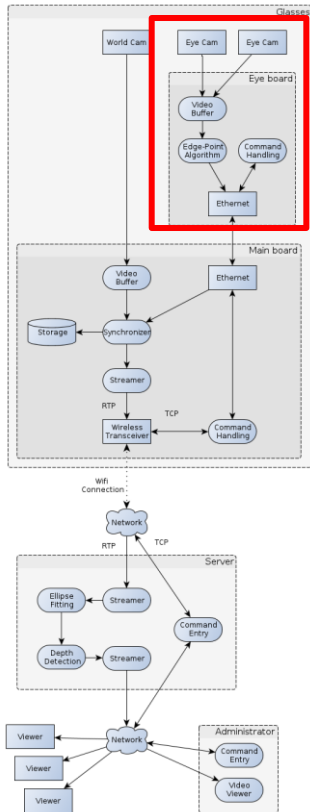 Glasses
World Cam
Eye Cam
Eye Cam
Eye board
Video
Buffer
Edge-Point
Algorithm
Command
Handling
Ethernet
Main board
Video
Buffer
Ethernet
Storage
Synchronizer
Streamer
RTP
TCP
Wireless
Transceiver
Command
Handling
Wifi
Connection
Network
RTP
TCP
Server
Ellipse
Fitting
Streamer
Command
Entry
Depth
Detection
Streamer
Viewer
Network
Administrator
Command
Entry
Viewer
Video
Viewer
Viewer